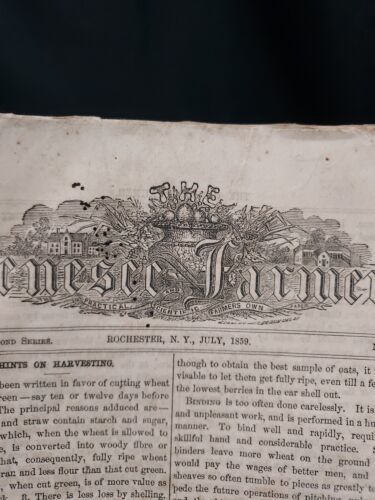 THE
enesee Farmer
PRACTICAL SCIENTIFIC FARMERS OWN
OND SERIES.
ROCHESTER, N. Y., JULY, 1859.
HINTS ON HARVESTING.
been written in favor of cutting wheat
een — say ten or twelve days before
The principal reasons adduced are —
and straw contain starch and sugar,
which, when the wheat is allowed to
e, is converted into woody fibre or
that, consequently, fully ripe wheat
ran and less flour than that cut green.
, when cut green, is of more value as
k. 3. There is less loss by shelling,
though to obtain the best sample of oats, it
visable to let them get fully ripe, even till a fe
the lowest berries in the ear shell out.
BINDING is too often done carelessly. It is
and unpleasant work, and is performed in a hu
manner. To bind well and rapidly, requi
skillful hand and considerable practice.
binders leave more wheat on the ground
would pay the wages of better men, and
sheaves so often tumble to pieces as greatly t
pede the future operations of pitching